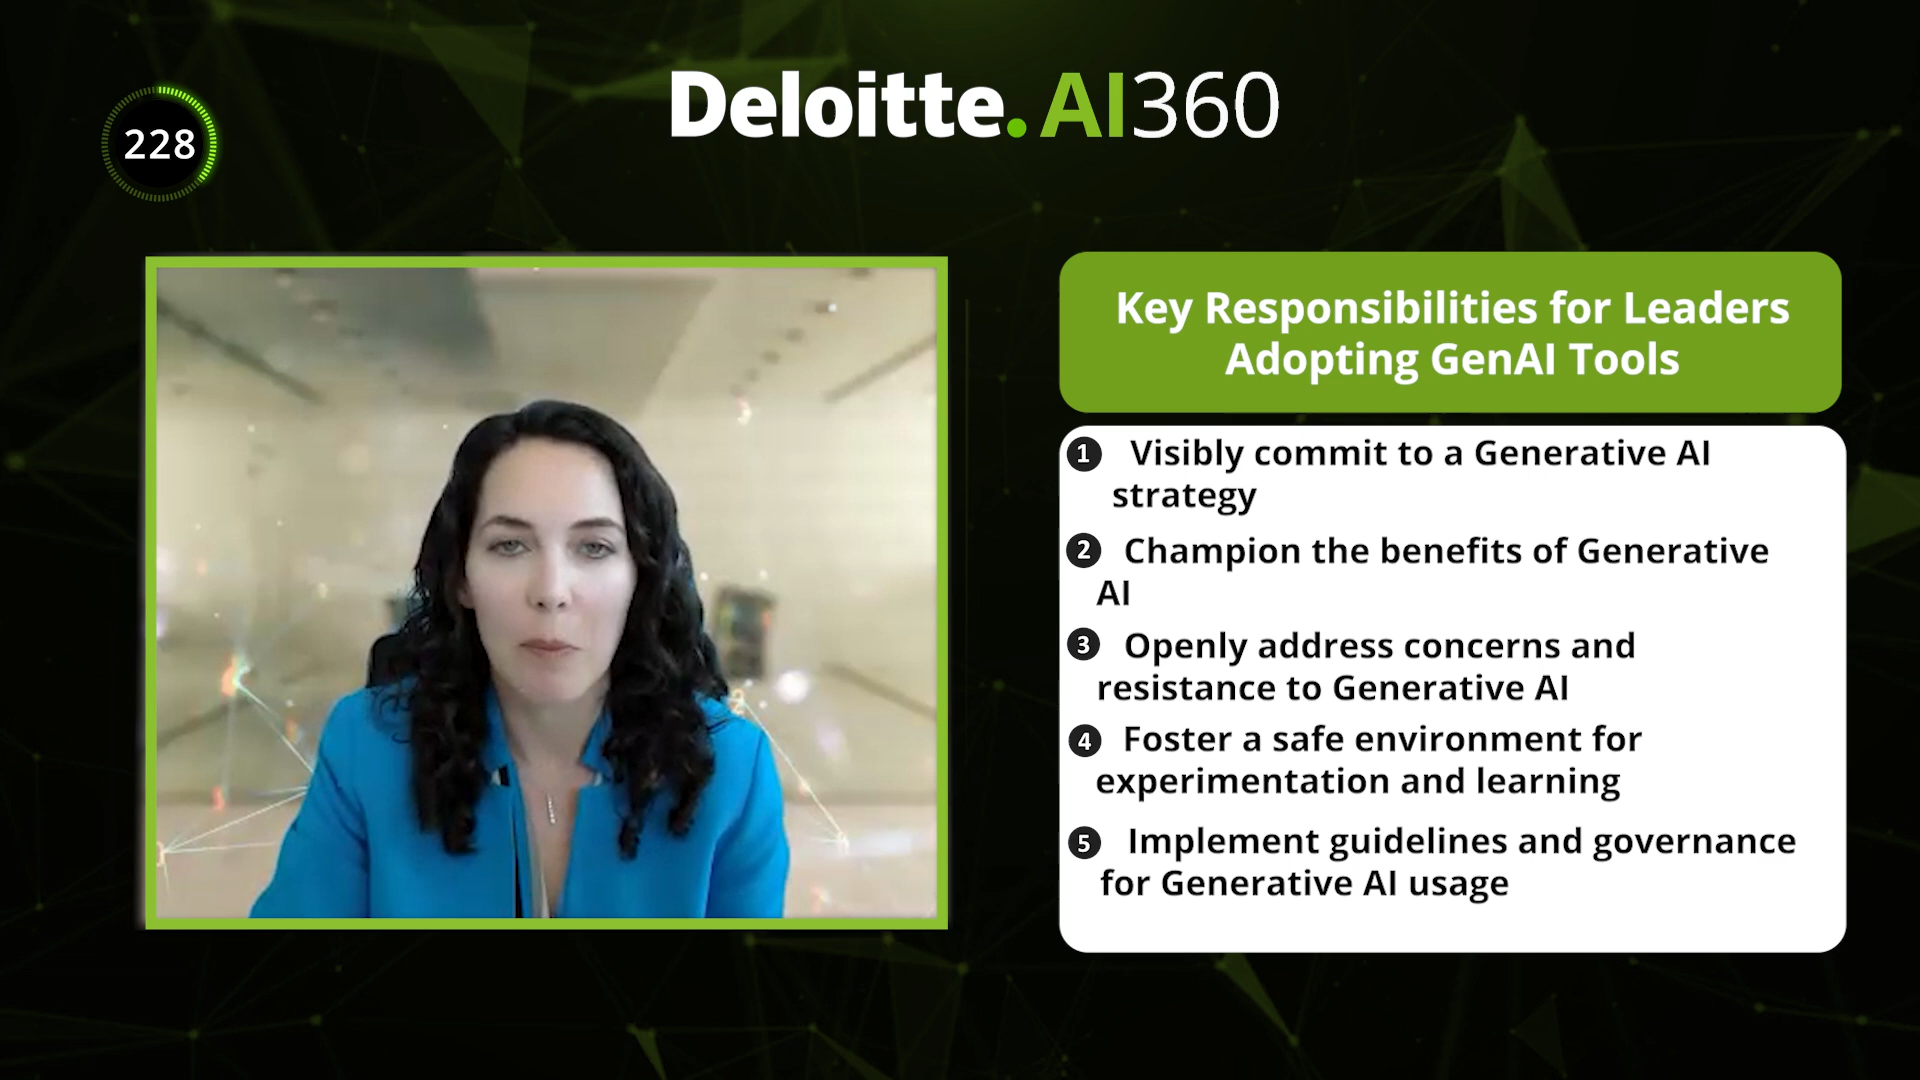 Deloitte. AI360
228
Key Responsibilities for Leaders
Adopting GenAI Tools
1 Visibly commit to a Generative AI
strategy
2 Champion the benefits of Generative
AI
3 Openly address concerns and
resistance to Generative AI
4 Foster a safe environment for
experimentation and learning
5 Implement guidelines and governance
for Generative AI usage